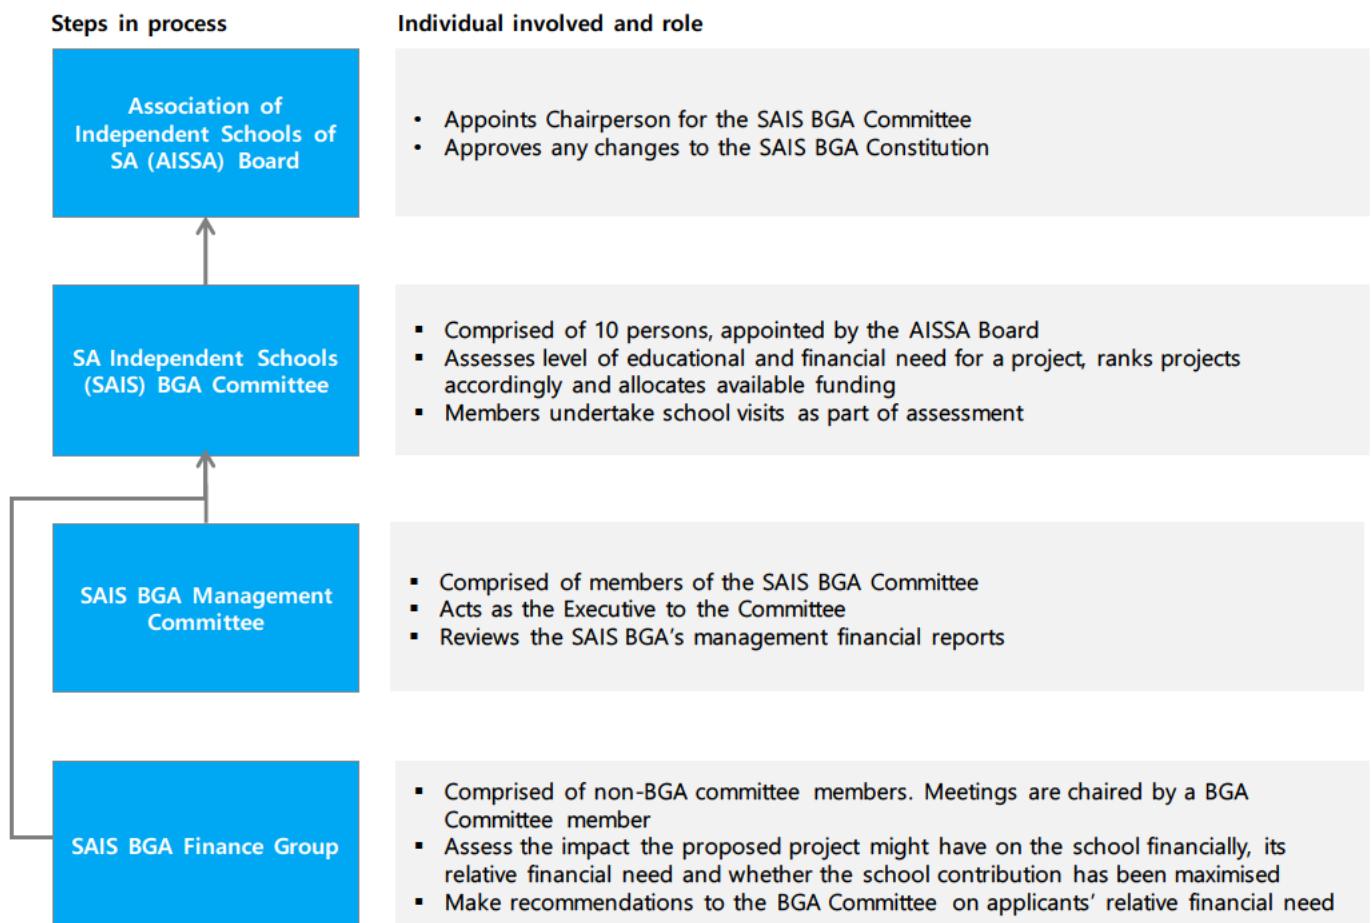 Steps in process
Individual involved and role
Association of
Independent Schools of
SA (AISSA) Board
• Appoints Chairperson for the SAIS BGA Committee
• Approves any changes to the SAIS BGA Constitution
SA Independent Schools
(SAIS) BGA Committee
▪ Comprised of 10 persons, appointed by the AISSA Board
▪ Assesses level of educational and financial need for a project, ranks projects
accordingly and allocates available funding
▪ Members undertake school visits as part of assessment
SAIS BGA Management
Committee
▪ Comprised of members of the SAIS BGA Committee
▪ Acts as the Executive to the Committee
▪ Reviews the SAIS BGA's management financial reports
SAIS BGA Finance Group
▪ Comprised of non-BGA committee members. Meetings are chaired by a BGA
Committee member
▪ Assess the impact the proposed project might have on the school financially, its
relative financial need and whether the school contribution has been maximised
▪ Make recommendations to the BGA Committee on applicants' relative financial need